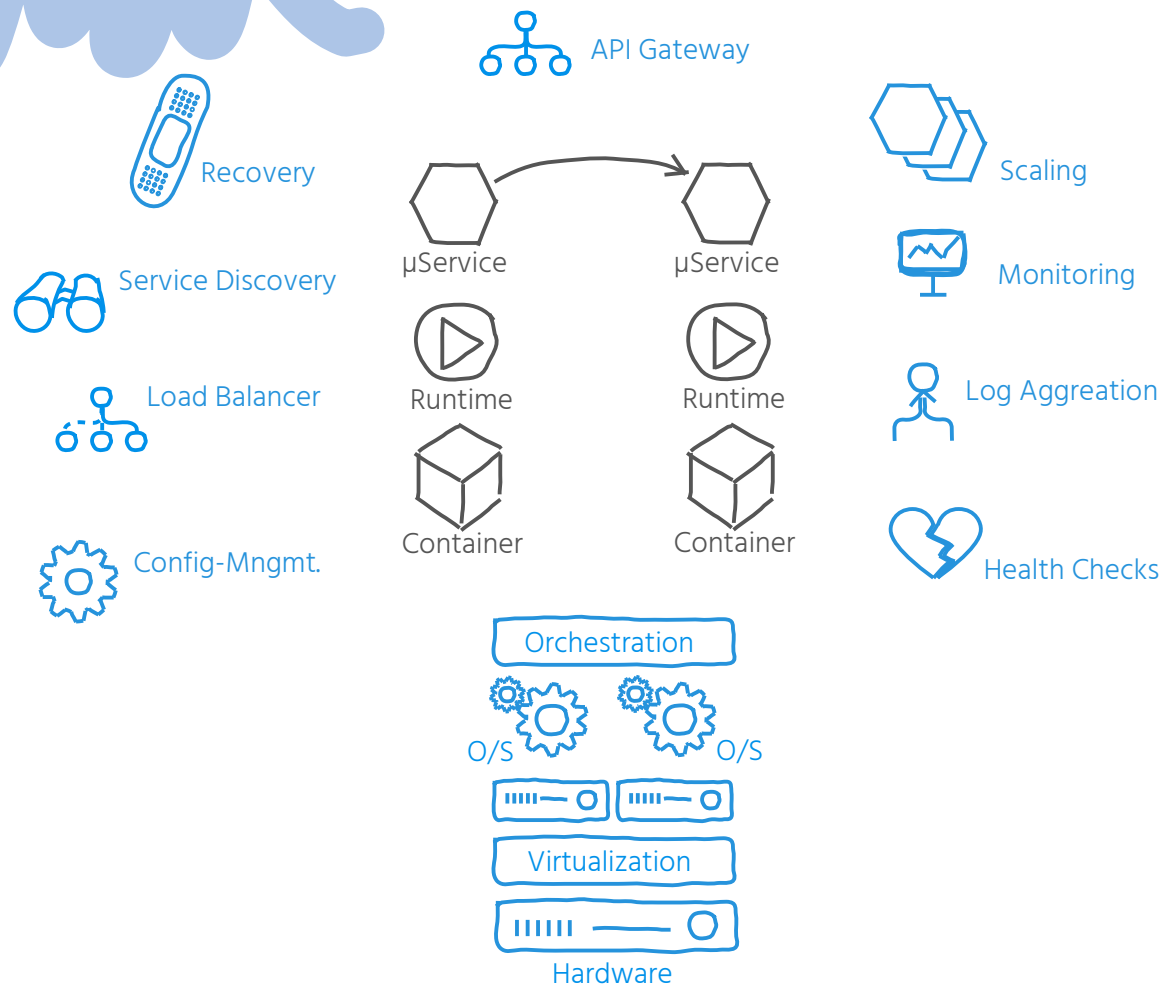 API Gateway
Recovery
Scaling
µService
µService
Service Discovery
Monitoring
Load Balancer
Runtime
Runtime
Log Aggreation
Container
Container
Config-Mngmt.
Health Checks
Orchestration
O/S
O/S
Virtualization
Hardware